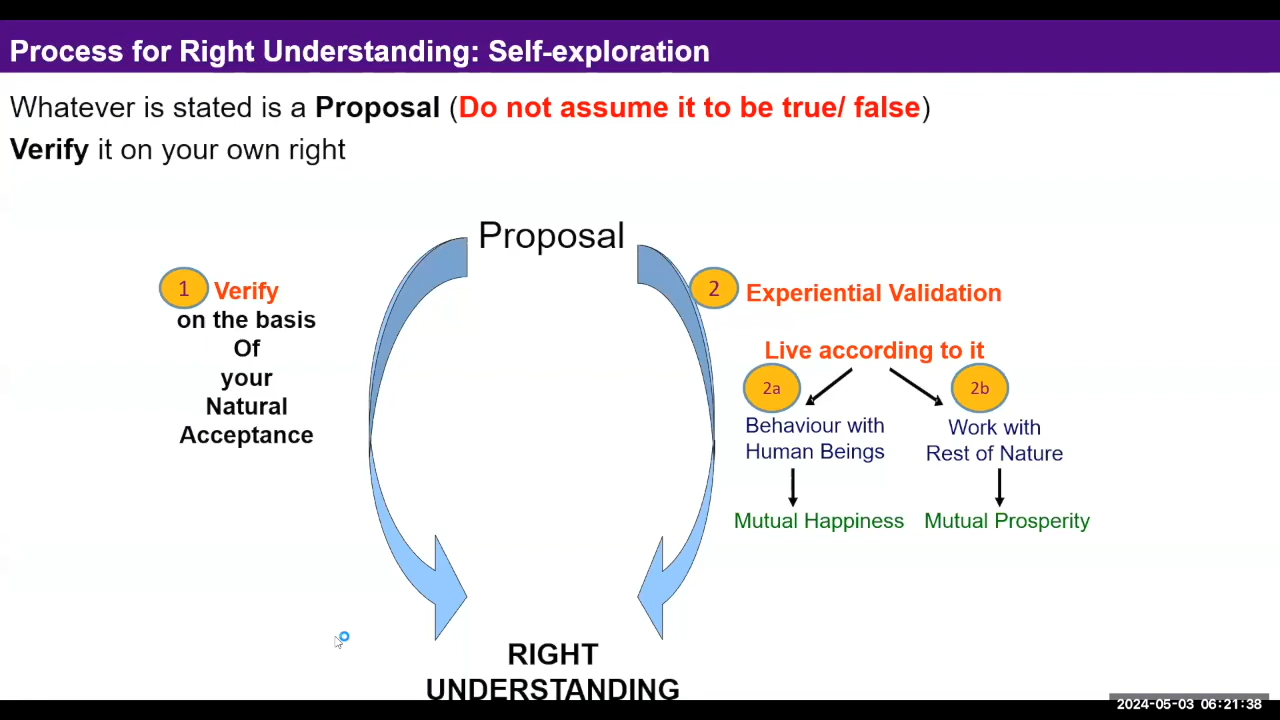 Process for Right Understanding: Self-exploration
Whatever is stated is a Proposal (Do not assume it to be true/ false)
Verify it on your own right
Proposal
1 Verify
on the basis
Of
your
Natural
Acceptance
2 Experiential Validation
Live according to it
2a
Behaviour with
Human Beings
Mutual Happiness
2b
Work with
Rest of Nature
Mutual Prosperity
RIGHT
UNDERSTANDING
2024-05-03 06:21:38